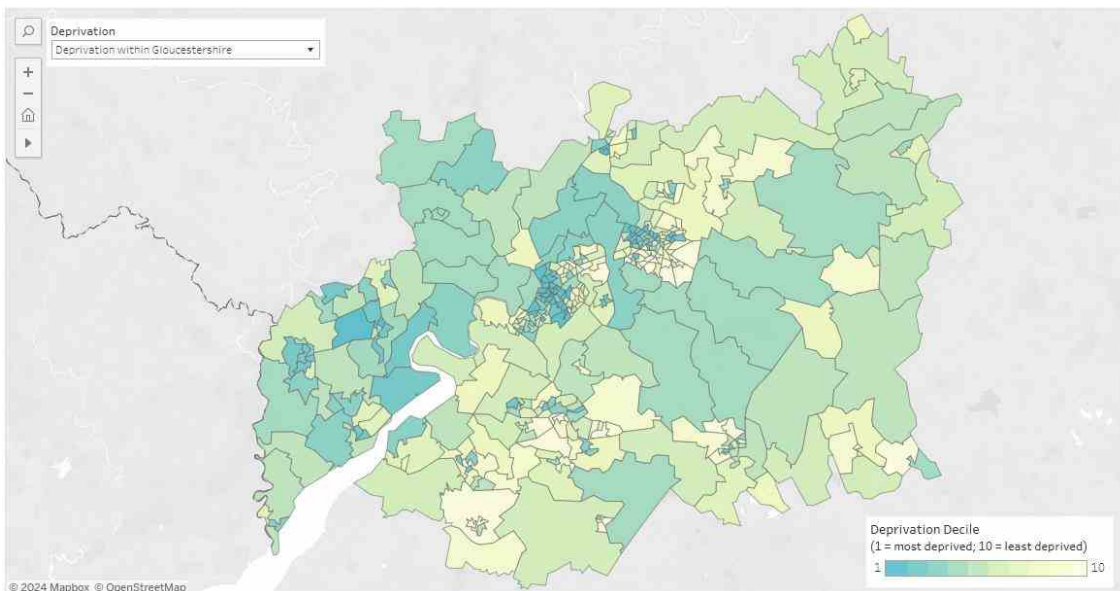 Deprivation
Deprivation within Gloucestershire
+
−
Deprivation Decile
(1 = most deprived; 10 = least deprived)
1 10
© 2024 Mapbox © OpenStreetMap